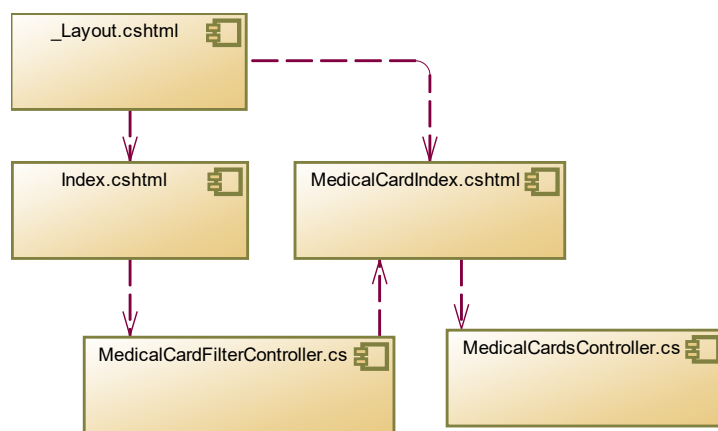 _Layout.cshtml
Index.cshtml
MedicalCardIndex.cshtml
MedicalCardFilterController.cs
MedicalCardsController.cs